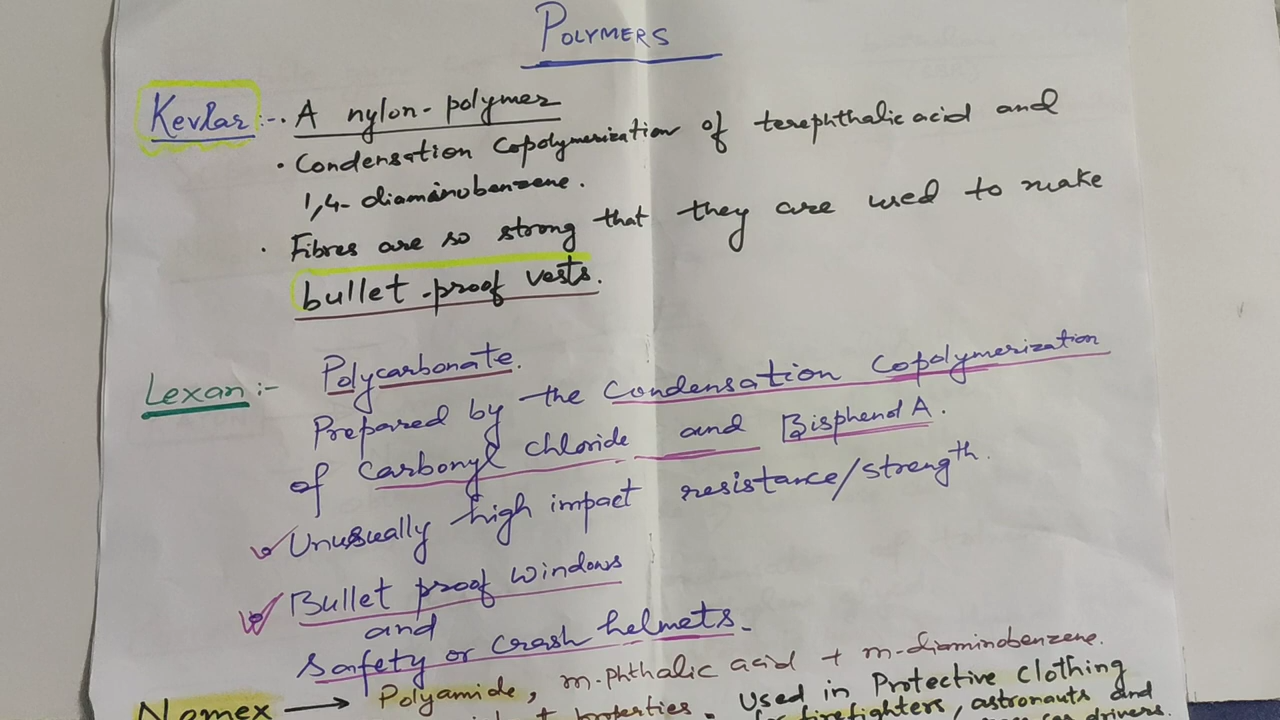 POLYMERS
Kevlar :- · A nylon-polymer
· Condensation Copolymerization of terephthalic acid and
1,4-diaminobenzene.
· Fibres are so strong that they are used to make
bullet-proof vests.
Lexan :- Polycarbonate.
Prepared by the Condensation Copolymerization
of Carbonyl chloride and Bisphenol A.
Unusually high impact resistance/strength.
Bullet proof windows
and
Safety or crash helmets.
Nomex → Polyamide, m-phthalic acid + m-diaminobenzene.
properties. Used in Protective Clothing
firefighters, astronauts and
drivers.